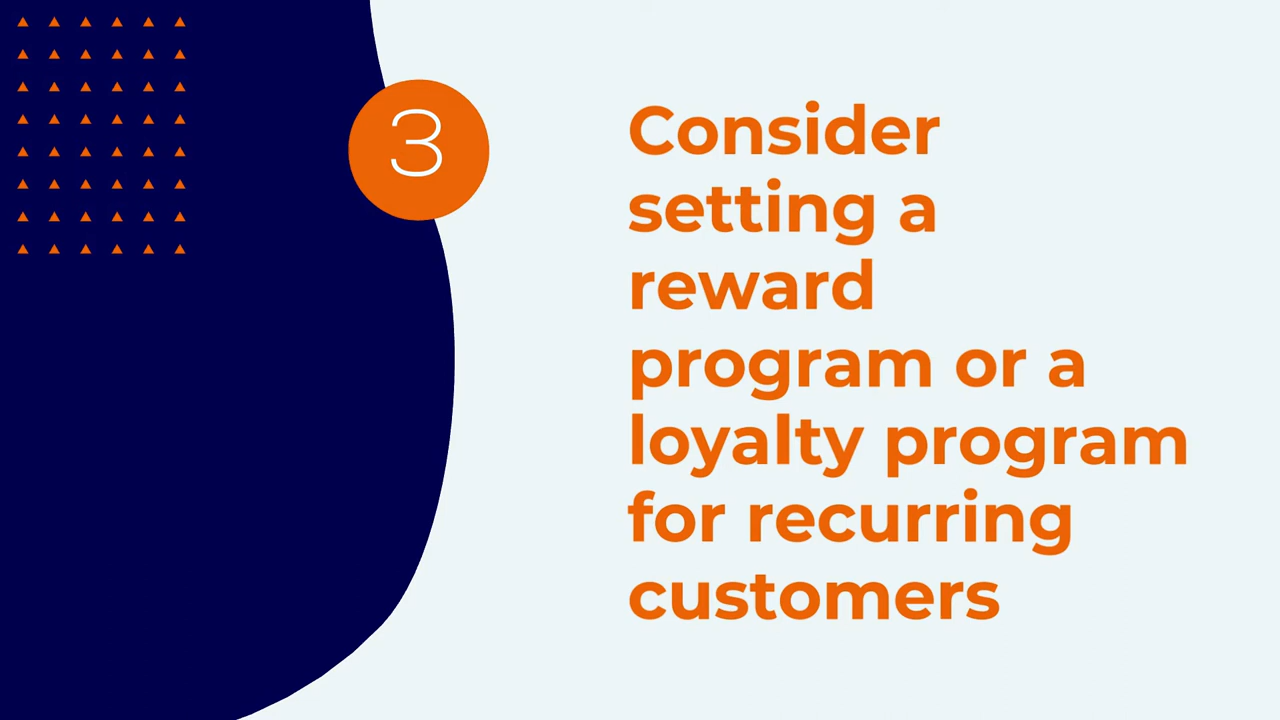 3
Consider
setting a
reward
program or a
loyalty program
for recurring
customers